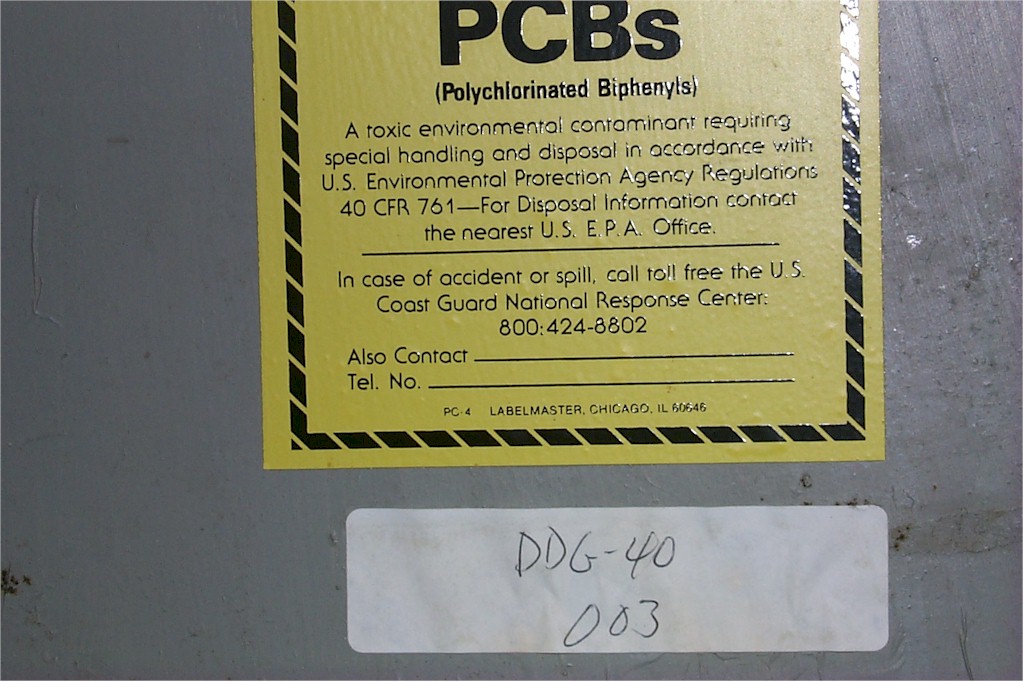 PCBs
(Polychlorinated Biphenyls)
A toxic environmental contaminant requiring
special handling and disposal in accordance with
U.S. Environmental Protection Agency Regulations
40 CFR 761—For Disposal Information contact
the nearest U.S. E.P.A. Office.
In case of accident or spill, call toll free the U.S.
Coast Guard National Response Center:
800:424-8802
Also Contact
Tel. No.
PC-4 LABELMASTER, CHICAGO, IL 60646
DDG-40
003